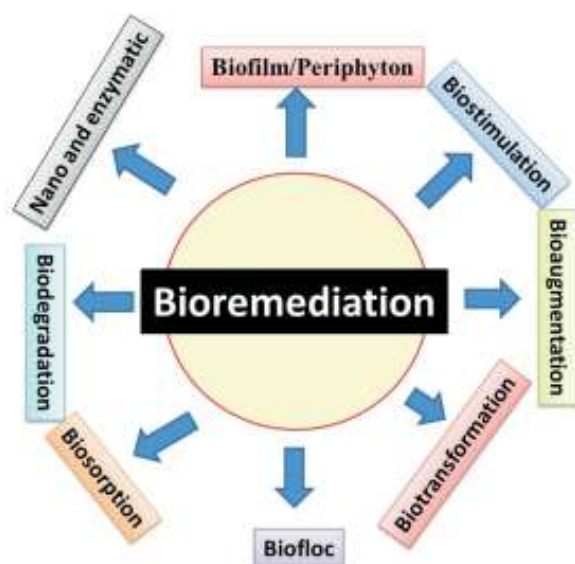 Biofilm/Periphyton
Biostimulation
Bioaugmentation
Biotransformation
Biofloc
Biosorption
Biodegradation
Nano and enzymatic
Bioremediation